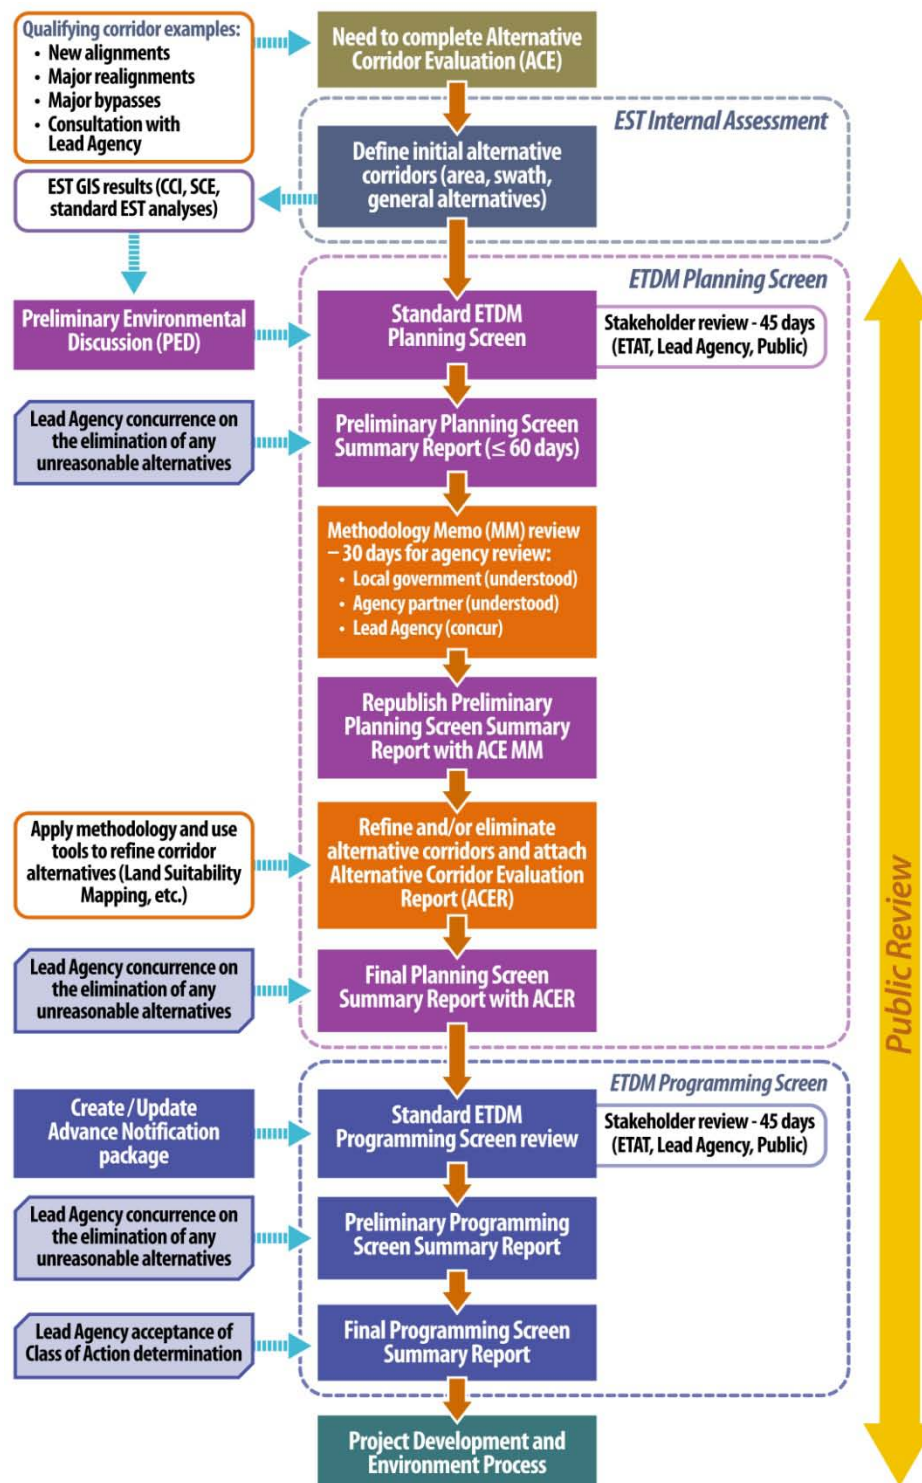 Qualifying corridor examples:
• New alignments
• Major realignments
• Major bypasses
• Consultation with
Lead Agency
Need to complete Alternative
Corridor Evaluation (ACE)
EST Internal Assessment
Define initial alternative
corridors (area, swath,
general alternatives)
EST GIS results (CCI, SCE,
standard EST analyses)
ETDM Planning Screen
Preliminary Environmental
Discussion (PED)
Standard ETDM
Planning Screen
Stakeholder review - 45 days
(ETAT, Lead Agency, Public)
Lead Agency concurrence on
the elimination of any
unreasonable alternatives
Preliminary Planning Screen
Summary Report (≤ 60 days)
Methodology Memo (MM) review
– 30 days for agency review:
• Local government (understood)
• Agency partner (understood)
• Lead Agency (concur)
Republish Preliminary
Planning Screen Summary
Report with ACE MM
Apply methodology and use
tools to refine corridor
alternatives (Land Suitability
Mapping, etc.)
Refine and/or eliminate
alternative corridors and attach
Alternative Corridor Evaluation
Report (ACER)
Lead Agency concurrence on
the elimination of any
unreasonable alternatives
Final Planning Screen
Summary Report with ACER
Public Review
ETDM Programming Screen
Create / Update
Advance Notification
package
Standard ETDM
Programming Screen review
Stakeholder review - 45 days
(ETAT, Lead Agency, Public)
Lead Agency concurrence on
the elimination of any
unreasonable alternatives
Preliminary Programming
Screen Summary Report
Lead Agency acceptance of
Class of Action determination
Final Programming Screen
Summary Report
Project Development and
Environment Process